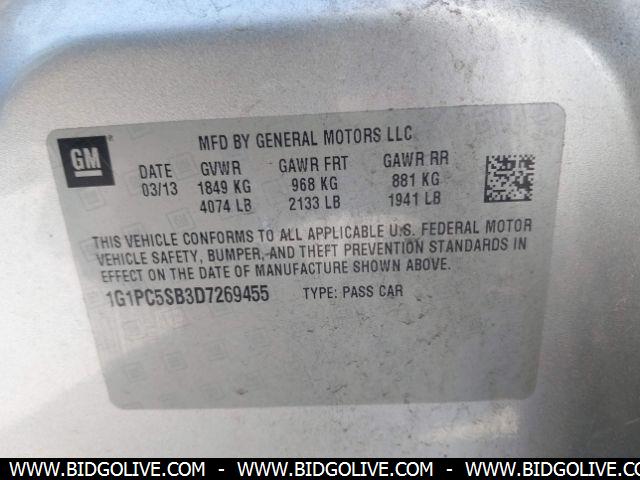 GM
MFD BY GENERAL MOTORS LLC
DATE GVWR GAWR FRT GAWR RR
03/13 1849 KG 968 KG 881 KG
4074 LB 2133 LB 1941 LB
THIS VEHICLE CONFORMS TO ALL APPLICABLE U.S. FEDERAL MOTOR
VEHICLE SAFETY, BUMPER, AND THEFT PREVENTION STANDARDS IN
EFFECT ON THE DATE OF MANUFACTURE SHOWN ABOVE.
1G1PC5SB3D7269455 TYPE: PASS CAR
WWW.BIDGOLIVE.COM - WWW.BIDGOLIVE.COM - WWW.BIDGOLIVE.COM